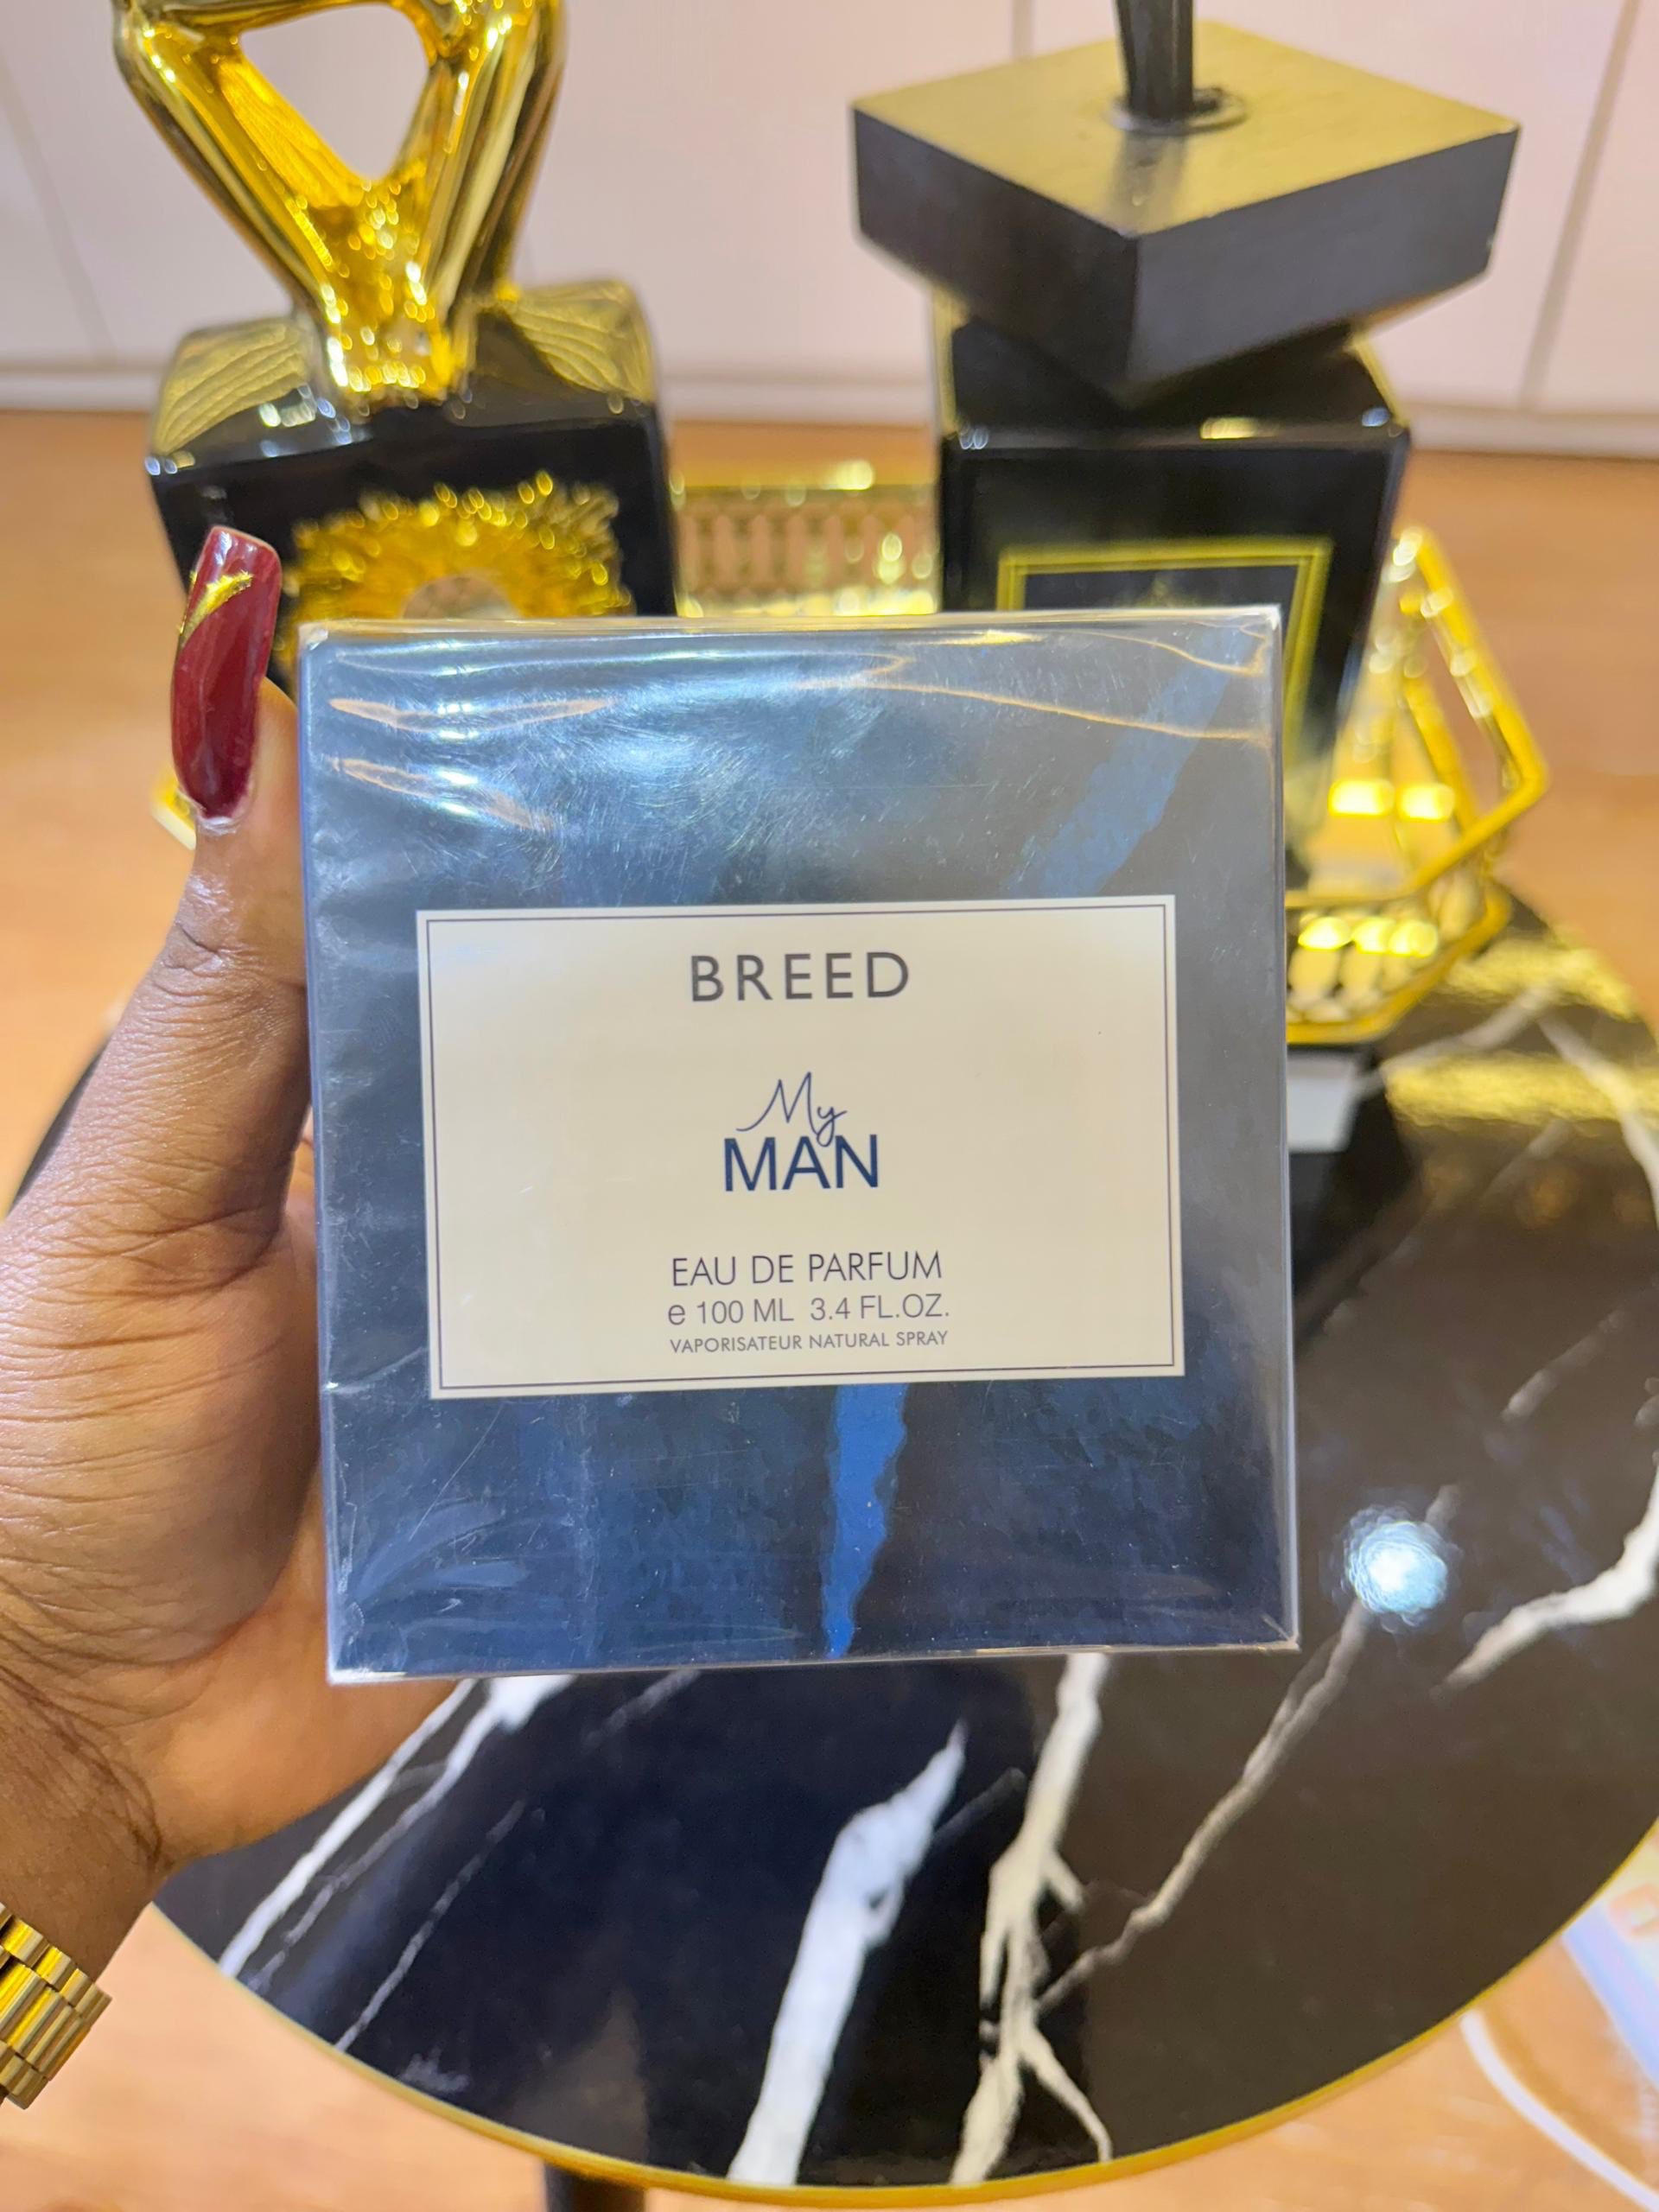 BREED
My
MAN
EAU DE PARFUM
e 100 ML 3.4 FL.OZ.
VAPORISATEUR NATURAL SPRAY